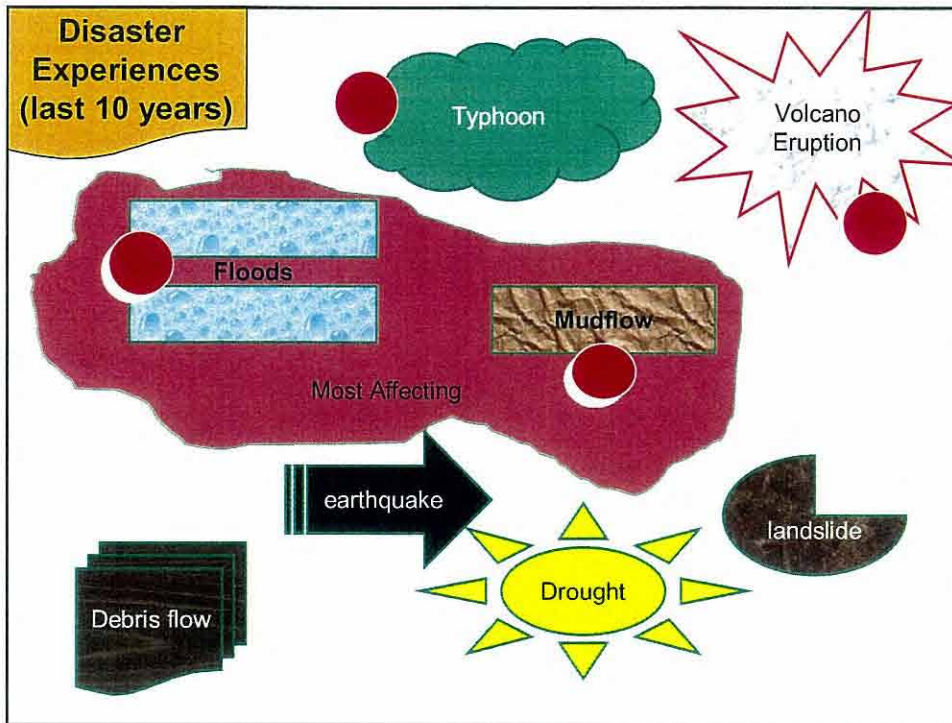 Disaster
Experiences
(last 10 years)
Typhoon
Volcano
Eruption
Floods
Mudflow
Most Affecting
earthquake
landslide
Drought
Debris flow